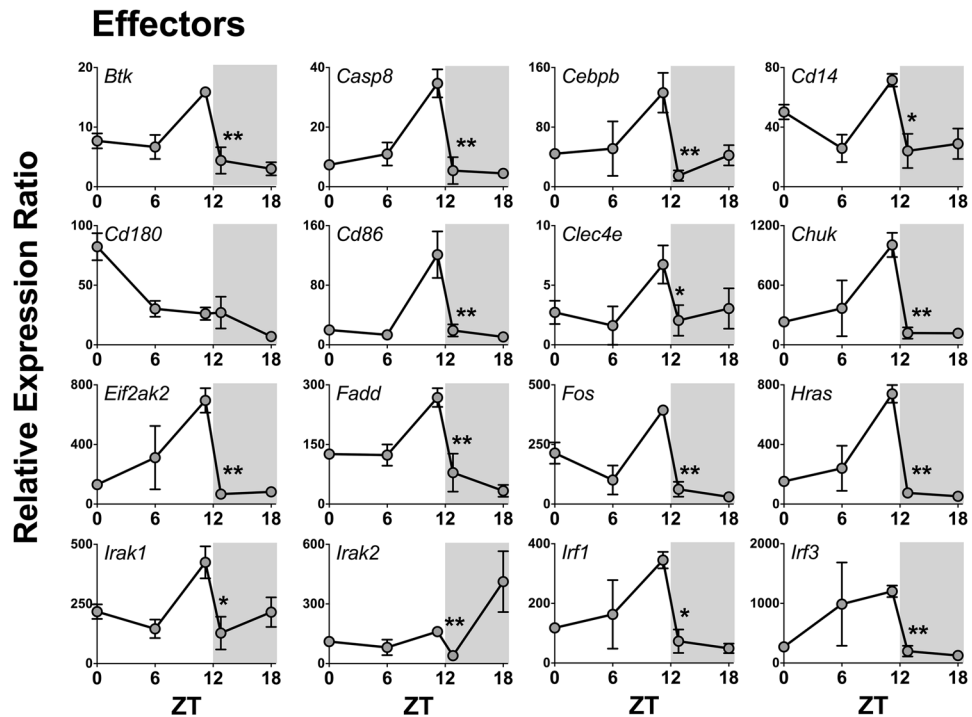 Effectors
Relative Expression Ratio
Btk
20
10
0
0 6 12 18
**
Casp8
40
20
0
0 6 12 18
**
Cebpb
160
80
0
0 6 12 18
**
Cd14
80
40
0
0 6 12 18
*
Cd180
100
50
0
0 6 12 18
Cd86
160
80
0
0 6 12 18
**
Clec4e
10
5
0
0 6 12 18
*
Chuk
1200
600
0
0 6 12 18
**
Eif2ak2
800
400
0
0 6 12 18
**
Fadd
300
150
0
0 6 12 18
**
Fos
500
250
0
0 6 12 18
**
Hras
800
400
0
0 6 12 18
**
Irak1
500
250
0
0 6 12 18
*
ZT
Irak2
600
300
0
0 6 12 18
**
ZT
Irf1
400
200
0
0 6 12 18
*
ZT
Irf3
2000
1000
0
0 6 12 18
**
ZT